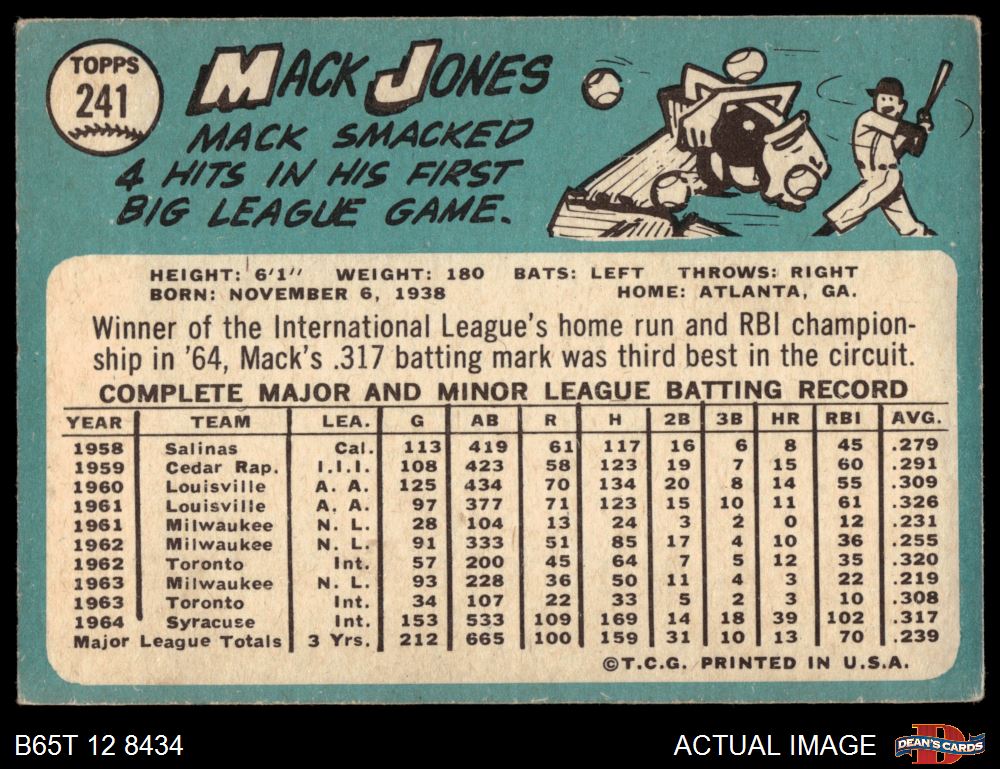 TOPPS
241
MACK JONES
MACK SMACKED
4 HITS IN HIS FIRST
BIG LEAGUE GAME.
HEIGHT: 6'1" WEIGHT: 180 BATS: LEFT THROWS: RIGHT
BORN: NOVEMBER 6, 1938 HOME: ATLANTA, GA.
Winner of the International League's home run and RBI champion-
ship in '64, Mack's .317 batting mark was third best in the circuit.
COMPLETE MAJOR AND MINOR LEAGUE BATTING RECORD
YEAR TEAM LEA. G AB R H 2B 3B HR RBI AVG.
1958 Salinas Cal. 113 419 61 117 16 6 8 45 .279
1959 Cedar Rap. I.I.I. 108 423 58 123 19 7 15 60 .291
1960 Louisville A. A. 125 434 70 134 20 8 14 55 .309
1961 Louisville A. A. 97 377 71 123 15 10 11 61 .326
1961 Milwaukee N. L. 28 104 13 24 3 2 0 12 .231
1962 Milwaukee N. L. 91 333 51 85 17 4 10 36 .255
1962 Toronto Int. 57 200 45 64 7 5 12 35 .320
1963 Milwaukee N. L. 93 228 36 50 11 4 3 22 .219
1963 Toronto Int. 34 107 22 33 5 2 3 10 .308
1964 Syracuse Int. 153 533 109 169 14 18 39 102 .317
Major League Totals 3 Yrs. 212 665 100 159 31 10 13 70 .239
©T.C.G. PRINTED IN U.S.A.
B65T 12 8434 ACTUAL IMAGE D DEAN'S CARDS